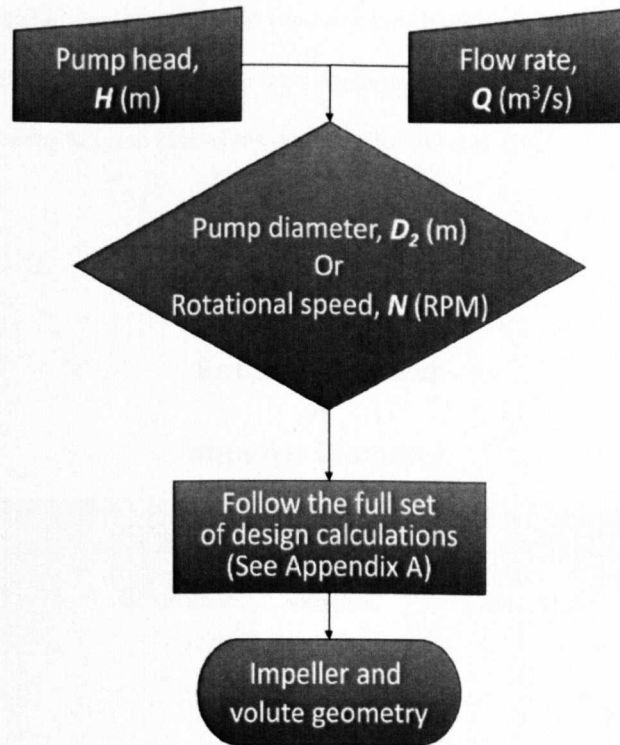 Pump head,
H (m)
Flow rate,
Q (m³/s)
Pump diameter, D₂ (m)
Or
Rotational speed, N (RPM)
Follow the full set
of design calculations
(See Appendix A)
Impeller and
volute geometry